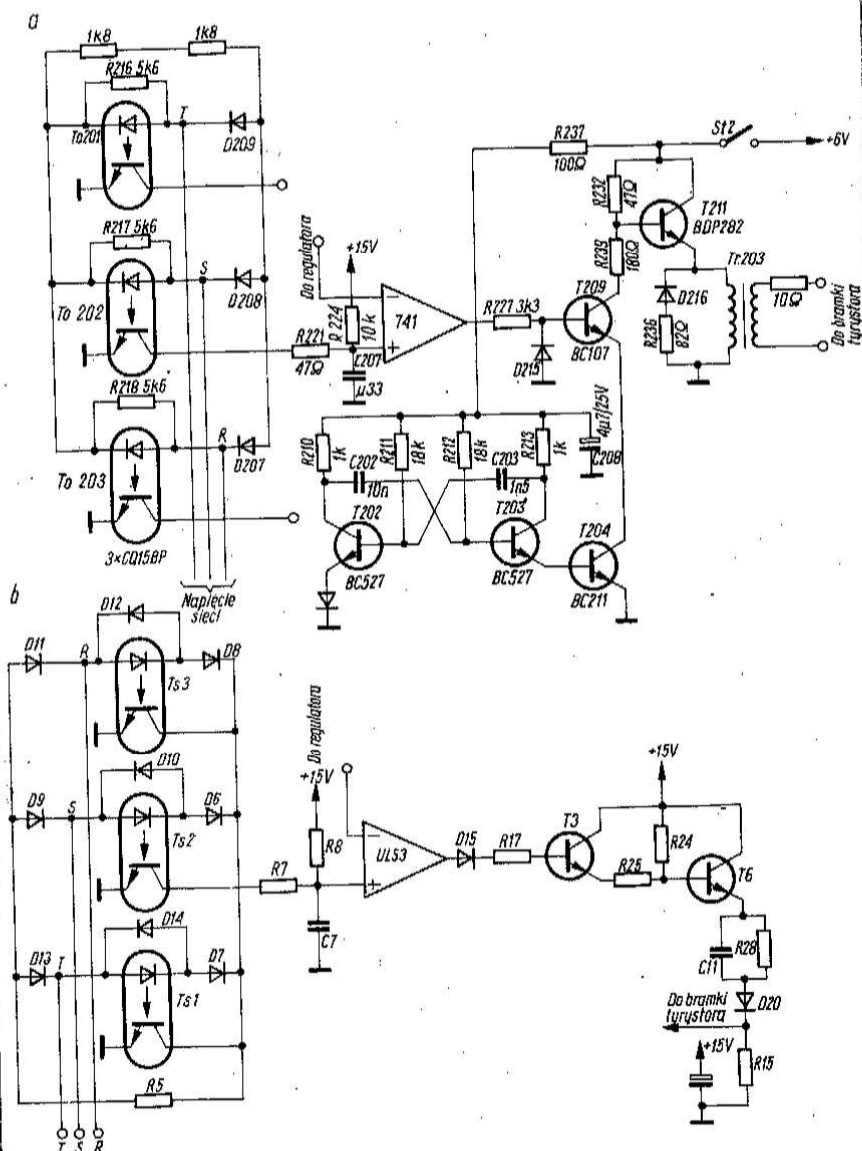 a
1k8 1k8
R216 5k6
To201
T
D209
R217 5k6
To 202
S
D208
R218 5k6
To 203
R
D207
3×CQ15BP
Napięcie
sieci
Do regulatora
+15V
R224
10k
R221
47Ω
C207
µ33
741
R227 3k3
D215
T209
BC107
R237
100Ω
St2
+6V
R232
47Ω
R239
180Ω
T211
BDP282
D216
R236
82Ω
Tr.203
10Ω
Do bramki
tyrystora
R210
1k
R211
18k
R212
18k
R213
1k
4µ7/25V
C208
C202
10n
C203
1n5
T202
BC527
T203
BC527
T204
BC211
b
D12
D11
R
Ts3
D8
D10
D9
S
Ts2
D6
D14
D13
T
Ts1
D7
R5
T S R
R7
+15V
R8
Do regulatora
C7
UL53
D15
R17
T3
+15V
R24
R25
T6
C11
R28
D20
Do bramki
tyrystora
+15V
R15